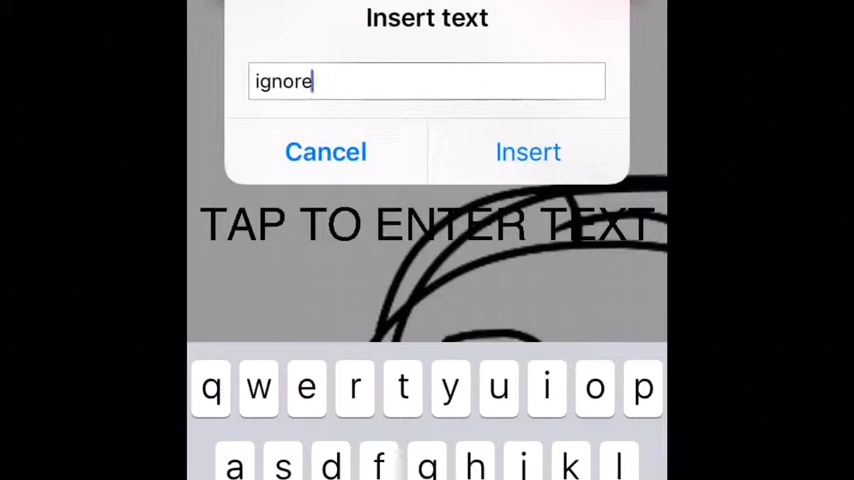 Insert text
ignore
Cancel Insert
TAP TO ENTER TEXT
q w e r t y u i o p
a s d f g h j k l